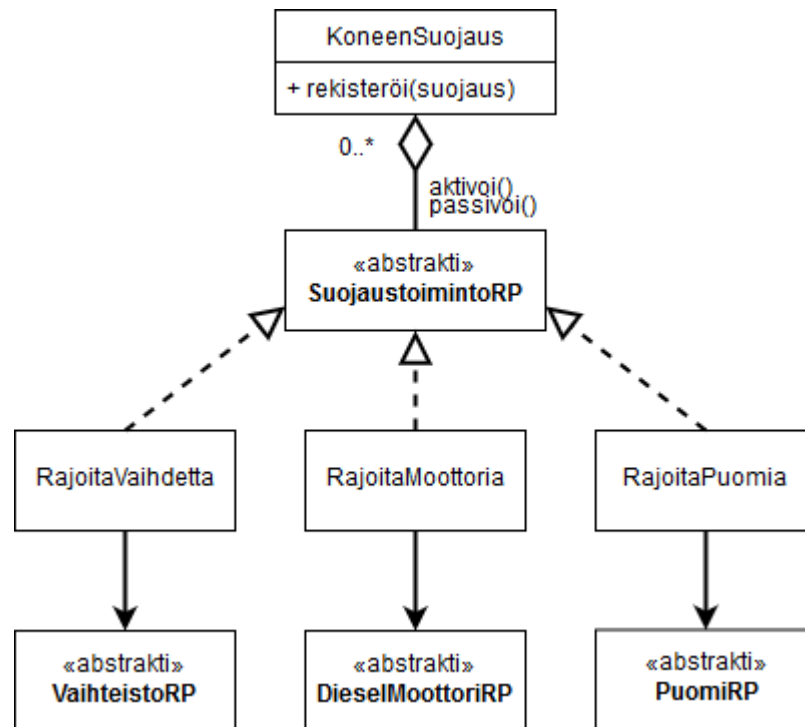 KoneenSuojaus
+ rekisteröi(suojaus)
0..*
aktivoi()
passivoi()
«abstrakti»
SuojaustoimintoRP
RajoitaVaihdetta
RajoitaMoottoria
RajoitaPuomia
«abstrakti»
VaihteistoRP
«abstrakti»
DieselMoottoriRP
«abstrakti»
PuomiRP